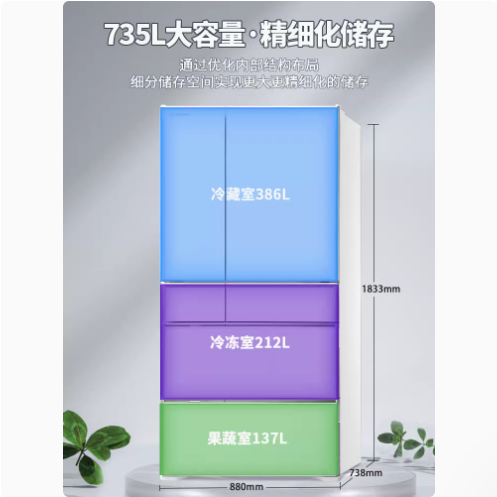 735L大容量·精细化储存
通过优化内部结构布局
细分储存空间实现更大更精细化的储存
冷藏室386L
1833mm
冷冻室212L
果蔬室137L
738mm
880mm